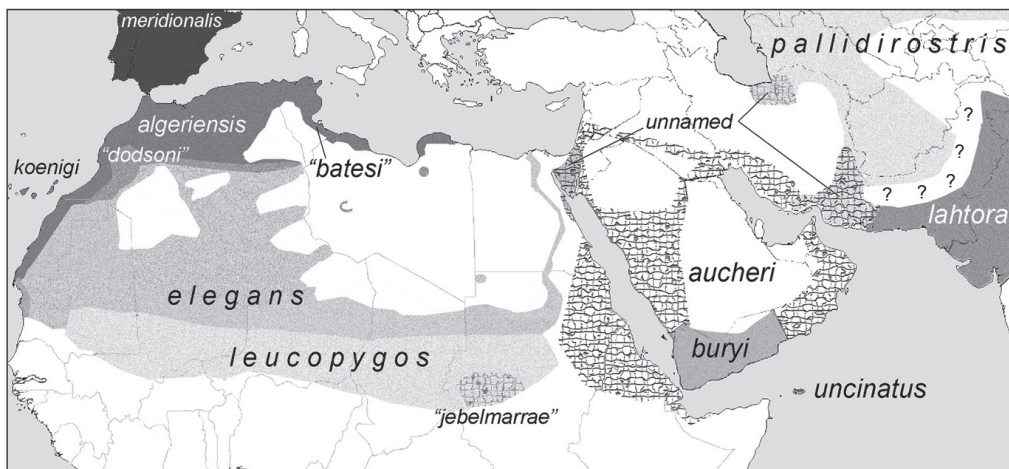 meridionalis
pallidirostris
algeriensis
unnamed
koenigi
"dodsoni"
"batesi"
?
?
?
?
lahtora
aucheri
elegans
leucopygos
buryi
uncinatus
"jebelmarrae"